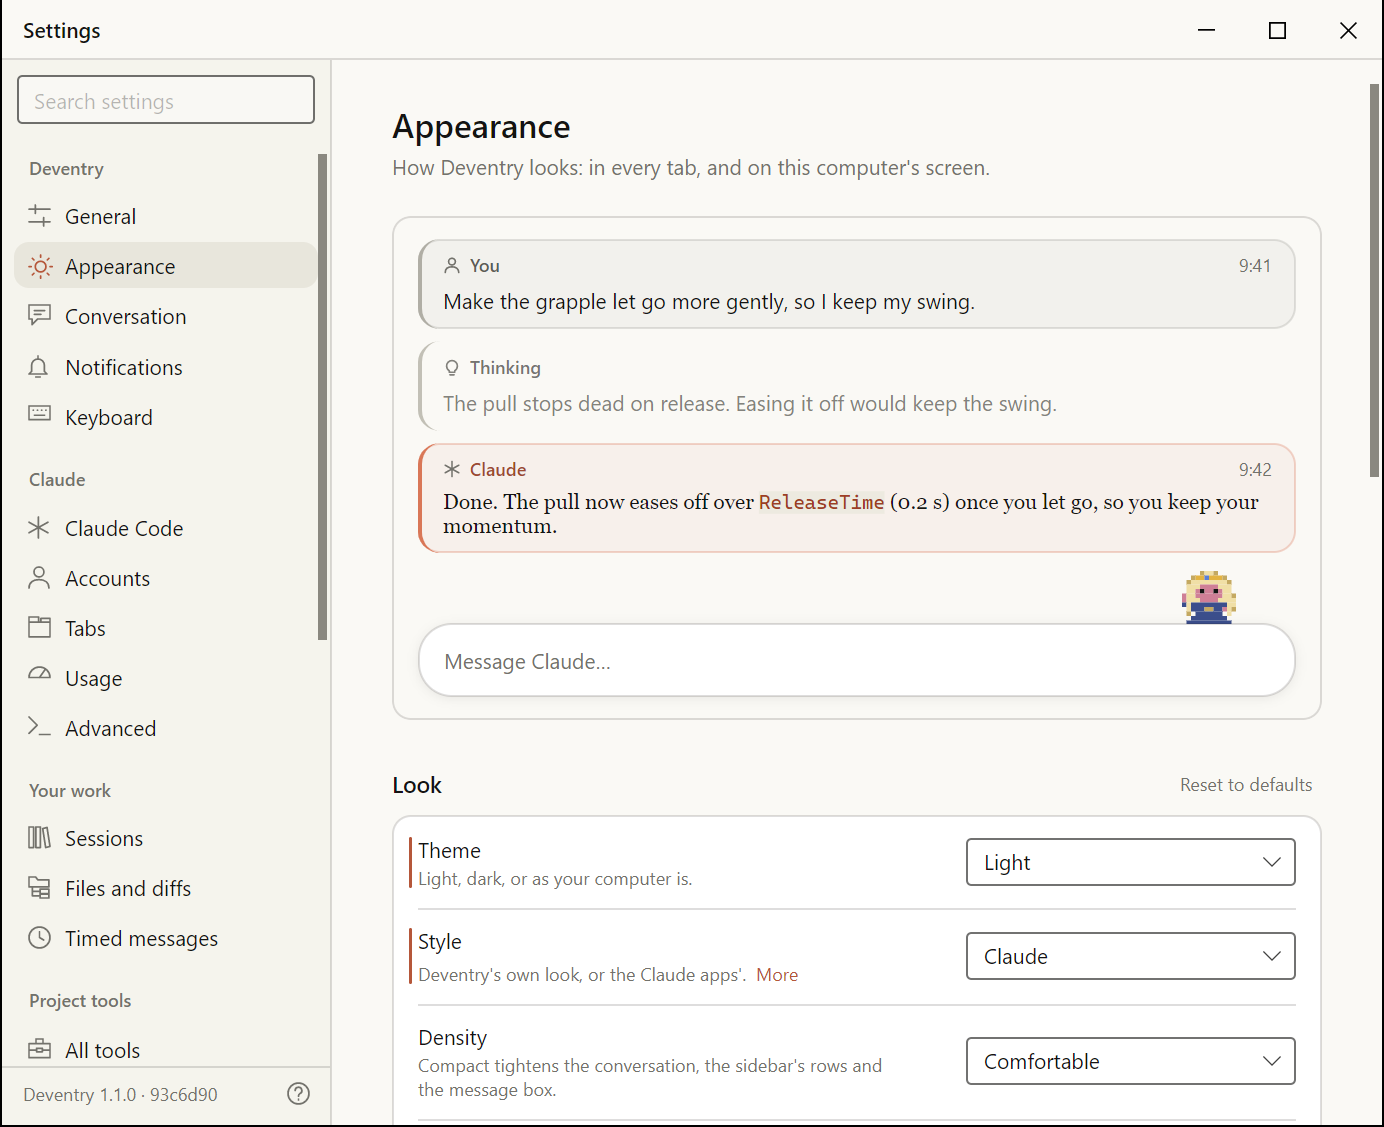 Settings
Search settings
Deventry
General
Appearance
Conversation
Notifications
Keyboard
Claude
Claude Code
Accounts
Tabs
Usage
Advanced
Your work
Sessions
Files and diffs
Timed messages
Project tools
All tools
Deventry 1.1.0 · 93c6d90
Appearance
How Deventry looks: in every tab, and on this computer's screen.
You 9:41
Make the grapple let go more gently, so I keep my swing.
Thinking
The pull stops dead on release. Easing it off would keep the swing.
Claude 9:42
Done. The pull now eases off over ReleaseTime (0.2 s) once you let go, so you keep your
momentum.
Message Claude...
Look Reset to defaults
Theme
Light, dark, or as your computer is.
Light
Style
Deventry's own look, or the Claude apps'. More
Claude
Density
Compact tightens the conversation, the sidebar's rows and
the message box.
Comfortable